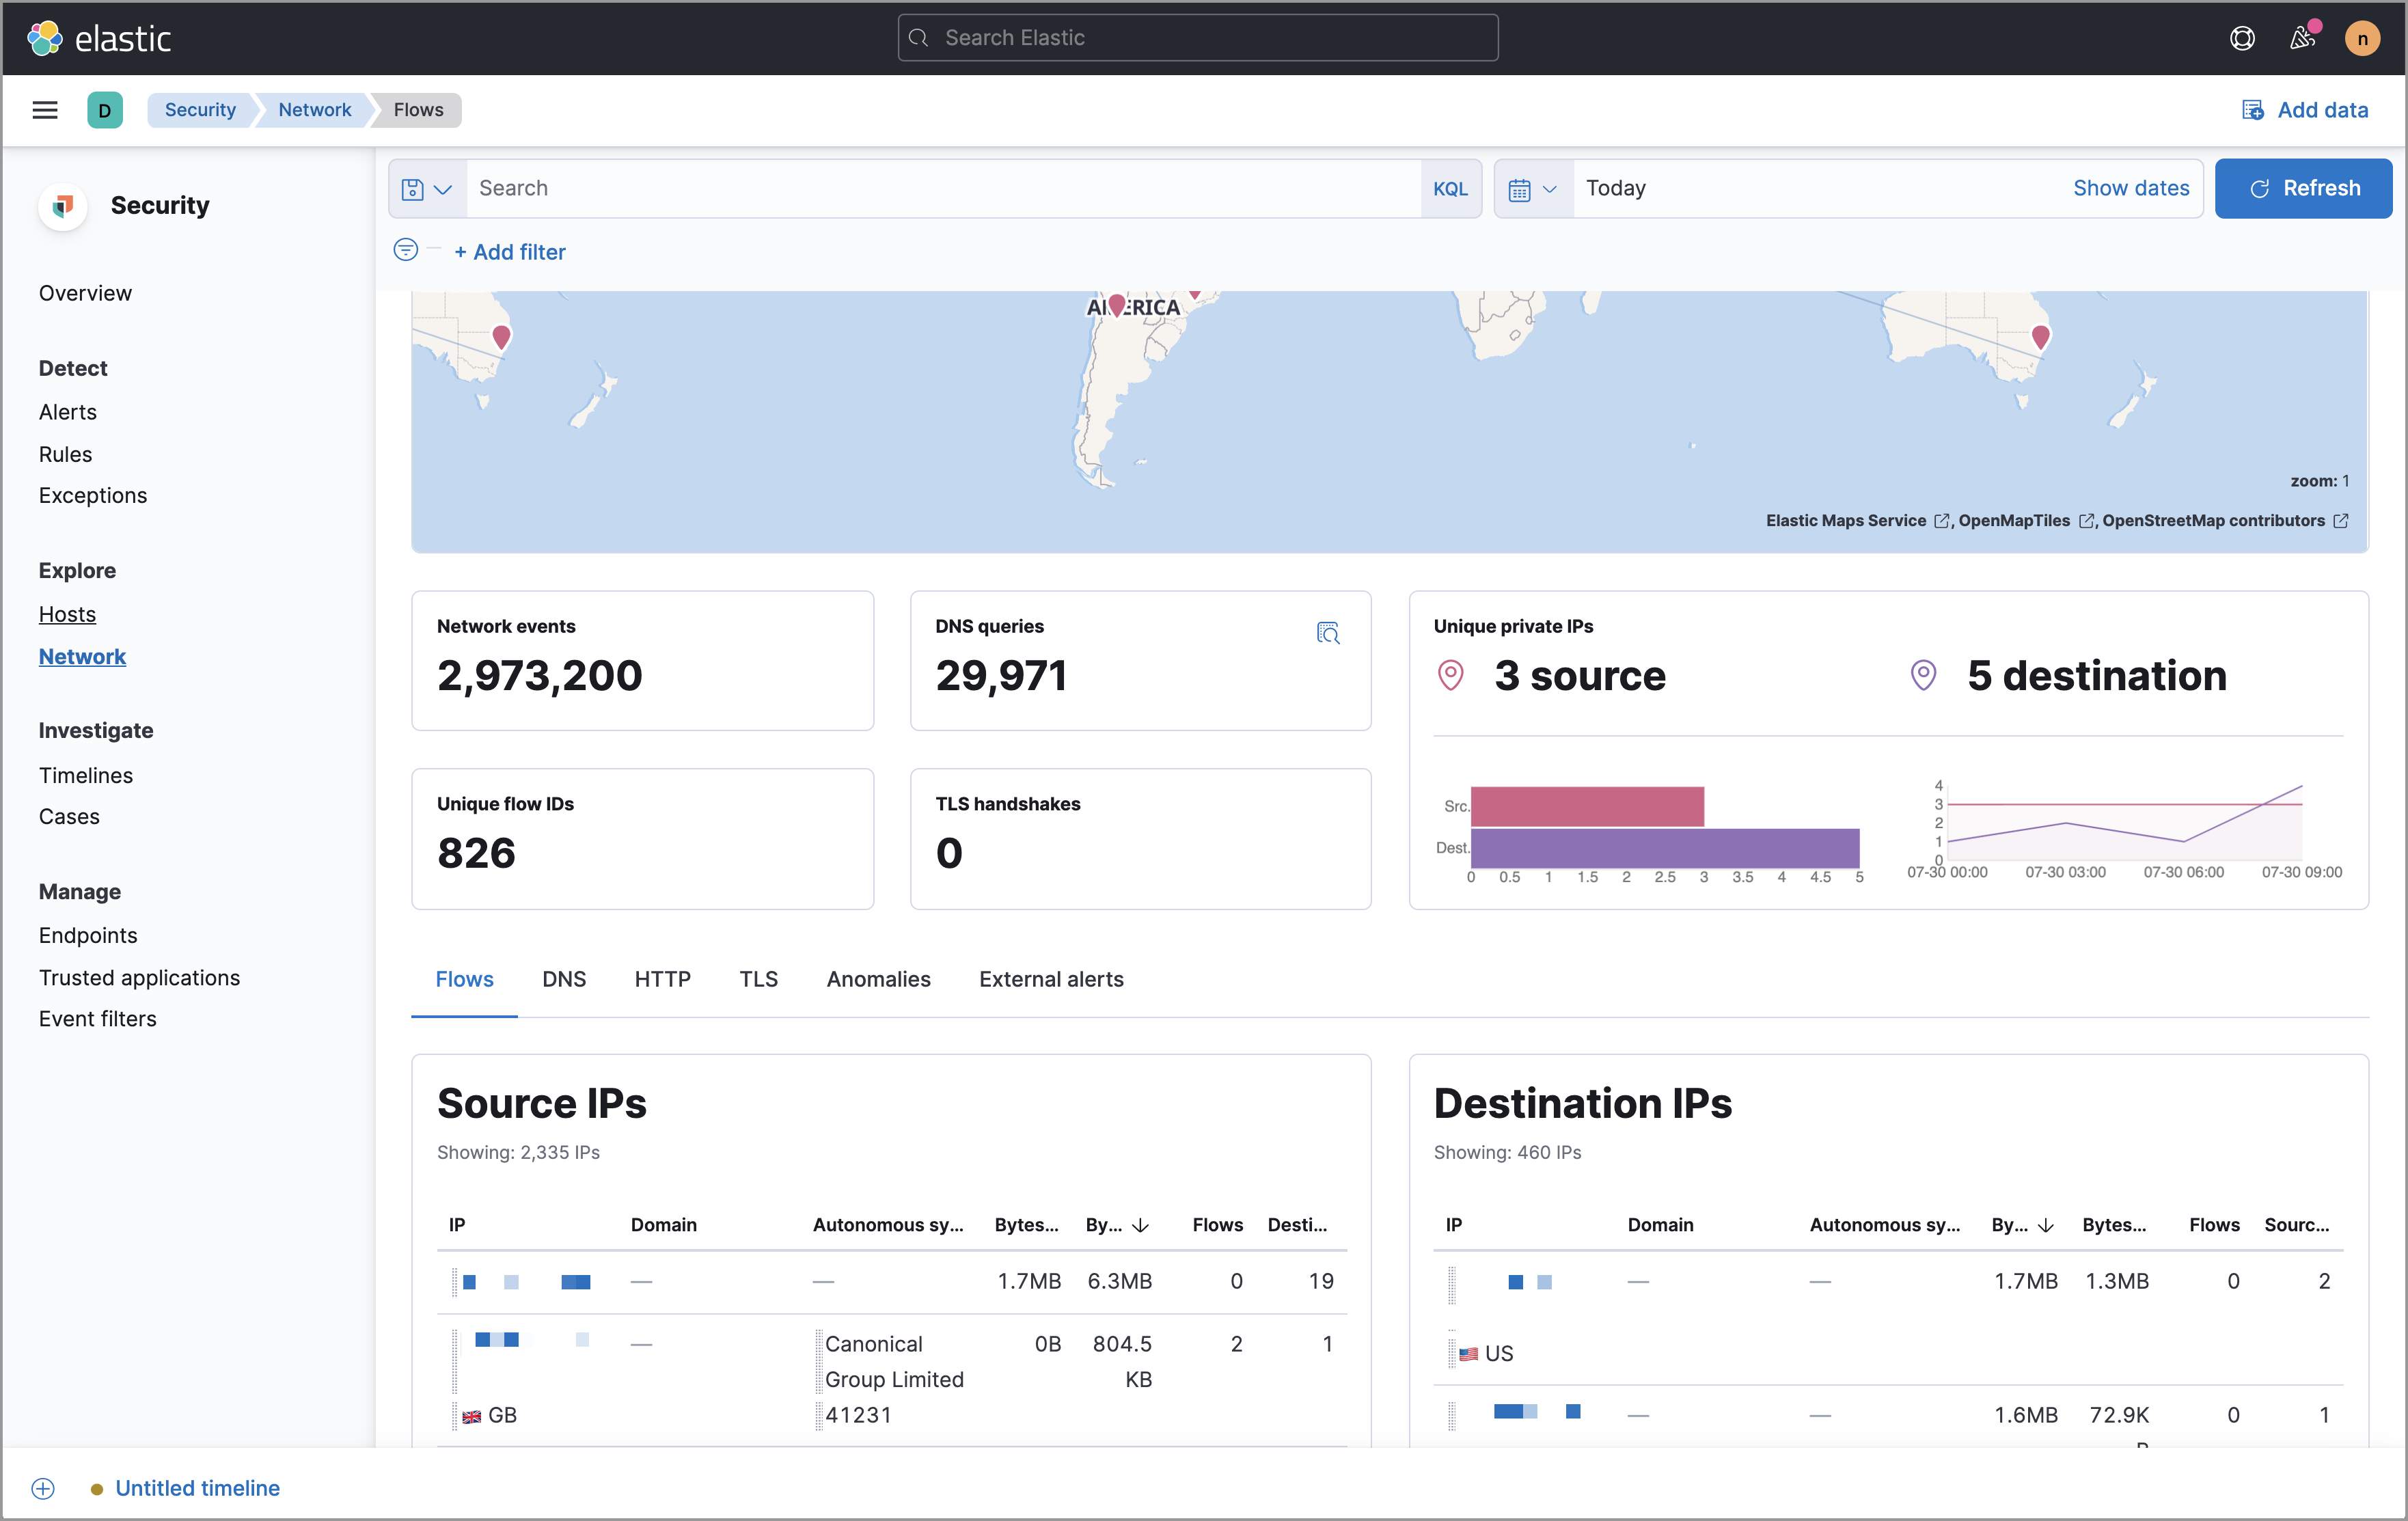 elastic
Search Elastic
n
D
Security
Network
Flows
Add data
Security
Overview
Detect
Alerts
Rules
Exceptions
Explore
Hosts
Network
Investigate
Timelines
Cases
Manage
Endpoints
Trusted applications
Event filters
Search
KQL
Today
Show dates
Refresh
+ Add filter
zoom: 1
Elastic Maps Service , OpenMapTiles , OpenStreetMap contributors
Network events
2,973,200
DNS queries
29,971
Unique private IPs
3 source
5 destination
Unique flow IDs
826
TLS handshakes
0
Src.
Dest.
0 0.5 1 1.5 2 2.5 3 3.5 4 4.5 5
4
3
2
1
0
07-30 00:00 07-30 03:00 07-30 06:00 07-30 09:00
Flows DNS HTTP TLS Anomalies External alerts
Source IPs
Showing: 2,335 IPs
IP Domain Autonomous sy... Bytes... By... Flows Desti...
— — 1.7MB 6.3MB 0 19
— Canonical 0B 804.5 2 1
Group Limited KB
GB 41231
Destination IPs
Showing: 460 IPs
IP Domain Autonomous sy... By... Bytes... Flows Sourc...
— — 1.7MB 1.3MB 0 2
US
— — 1.6MB 72.9K 0 1
Untitled timeline